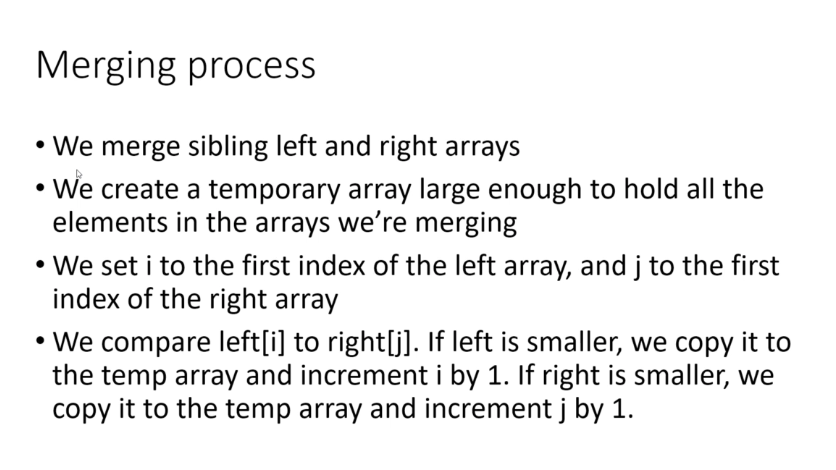 Merging process
• We merge sibling left and right arrays
• We create a temporary array large enough to hold all the
elements in the arrays we’re merging
• We set i to the first index of the left array, and j to the first
index of the right array
• We compare left[i] to right[j]. If left is smaller, we copy it to
the temp array and increment i by 1. If right is smaller, we
copy it to the temp array and increment j by 1.